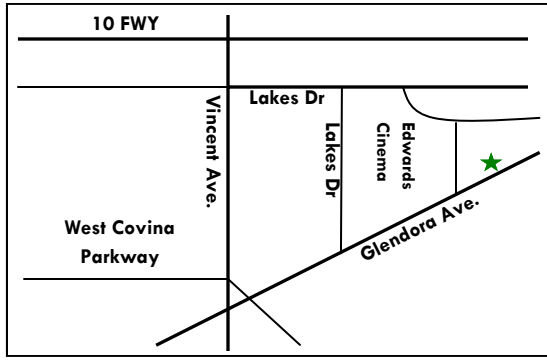 10 FWY
Lakes Dr
Vincent Ave.
Lakes Dr
Edwards
Cinema
Glendora Ave.
West Covina
Parkway